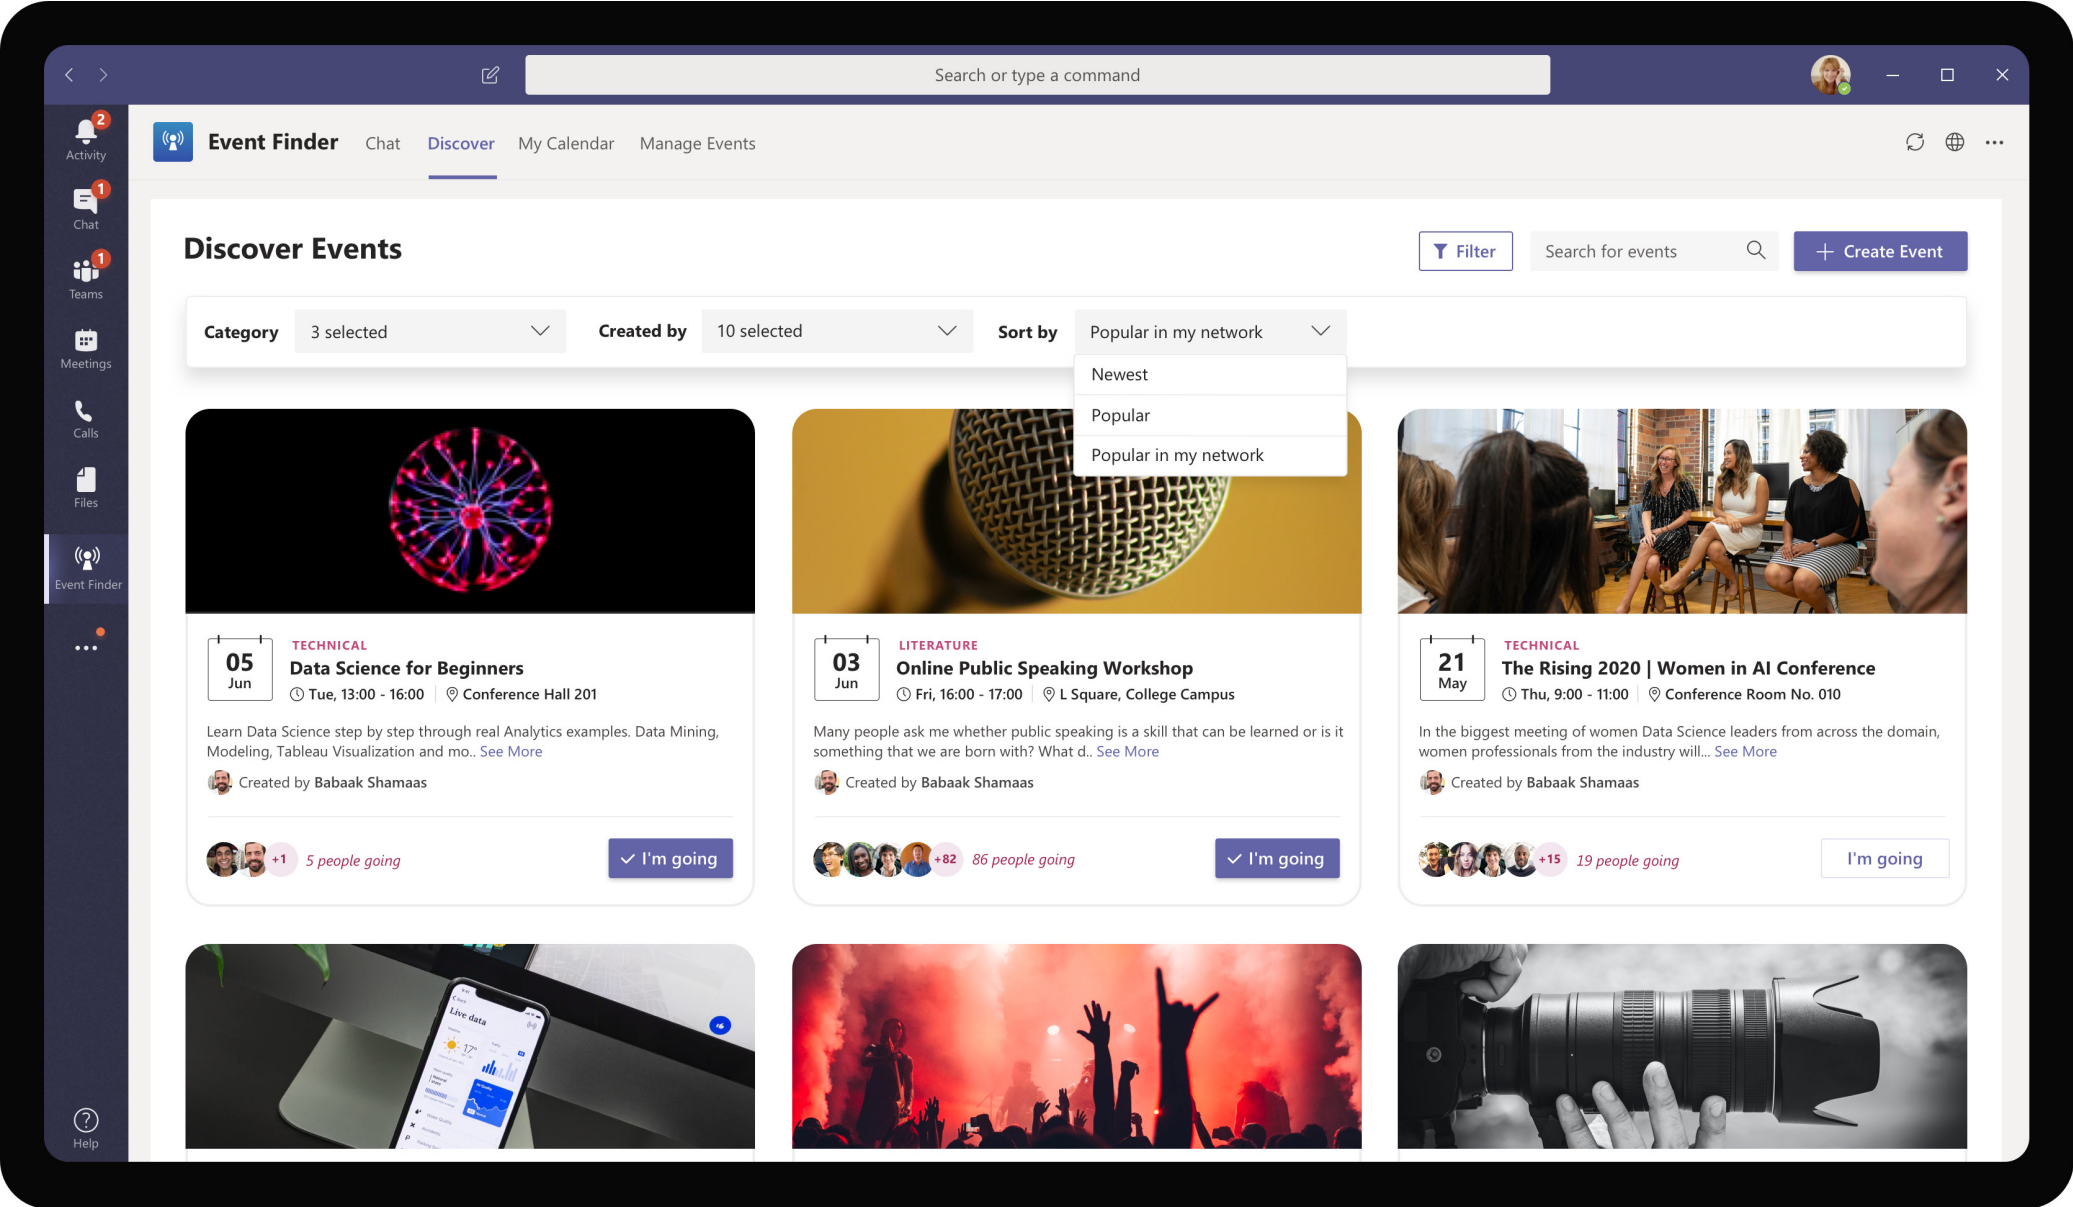 Search or type a command
2
Activity
1
Chat
1
Teams
Meetings
Calls
Files
Event Finder
Help
Event Finder
Chat
Discover
My Calendar
Manage Events
Discover Events
Filter
Search for events
Create Event
Category
3 selected
Created by
10 selected
Sort by
Popular in my network
Newest
Popular
Popular in my network
05
Jun
TECHNICAL
Data Science for Beginners
Tue, 13:00 - 16:00
Conference Hall 201
Learn Data Science step by step through real Analytics examples. Data Mining,
Modeling, Tableau Visualization and mo.. See More
Created by Babaak Shamaas
+1
5 people going
I'm going
03
Jun
LITERATURE
Online Public Speaking Workshop
Fri, 16:00 - 17:00
L Square, College Campus
Many people ask me whether public speaking is a skill that can be learned or is it
something that we are born with? What d.. See More
Created by Babaak Shamaas
+82
86 people going
I'm going
21
May
TECHNICAL
The Rising 2020 | Women in AI Conference
Thu, 9:00 - 11:00
Conference Room No. 010
In the biggest meeting of women Data Science leaders from across the domain,
women professionals from the industry will... See More
Created by Babaak Shamaas
+15
19 people going
I'm going
Live data
17°